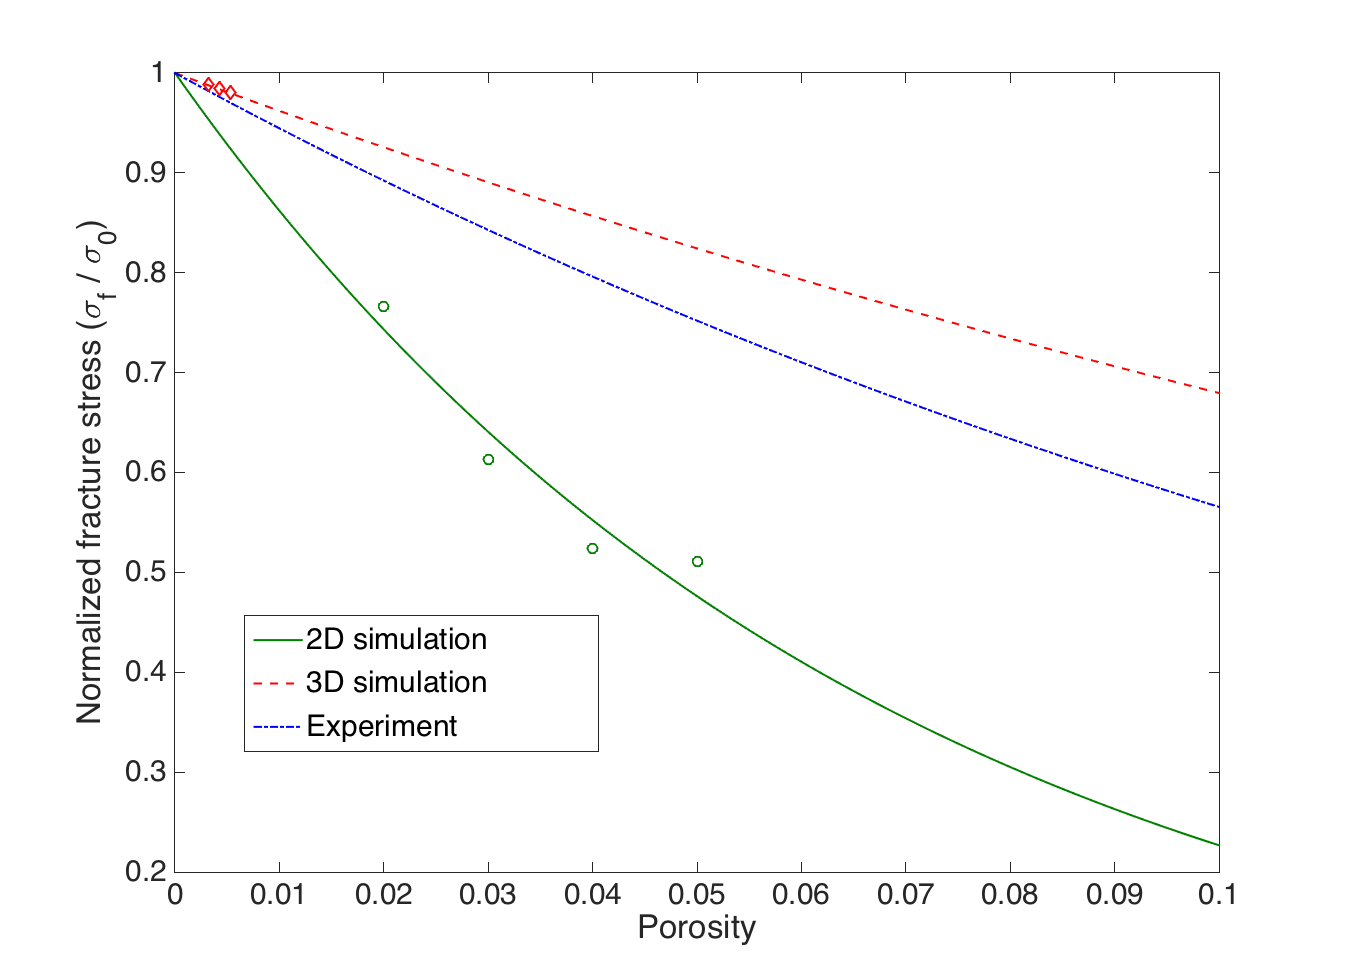 1
0.9
0.8
0.7
0.6
0.5
0.4
0.3
0.2
Normalized fracture stress (σf / σ0)
2D simulation
3D simulation
Experiment
0 0.01 0.02 0.03 0.04 0.05 0.06 0.07 0.08 0.09 0.1
Porosity